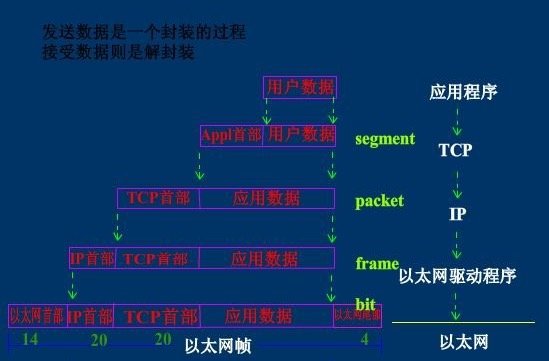 发送数据是一个封装的过程
接受数据则是解封装
用户数据
应用程序
Appl首部 用户数据
segment
TCP
TCP首部 应用数据
packet
IP
IP首部 TCP首部 应用数据
frame
以太网驱动程序
bit
以太网首部 IP首部 TCP首部 应用数据 以太网尾部
14 20 20 4
以太网帧
以太网